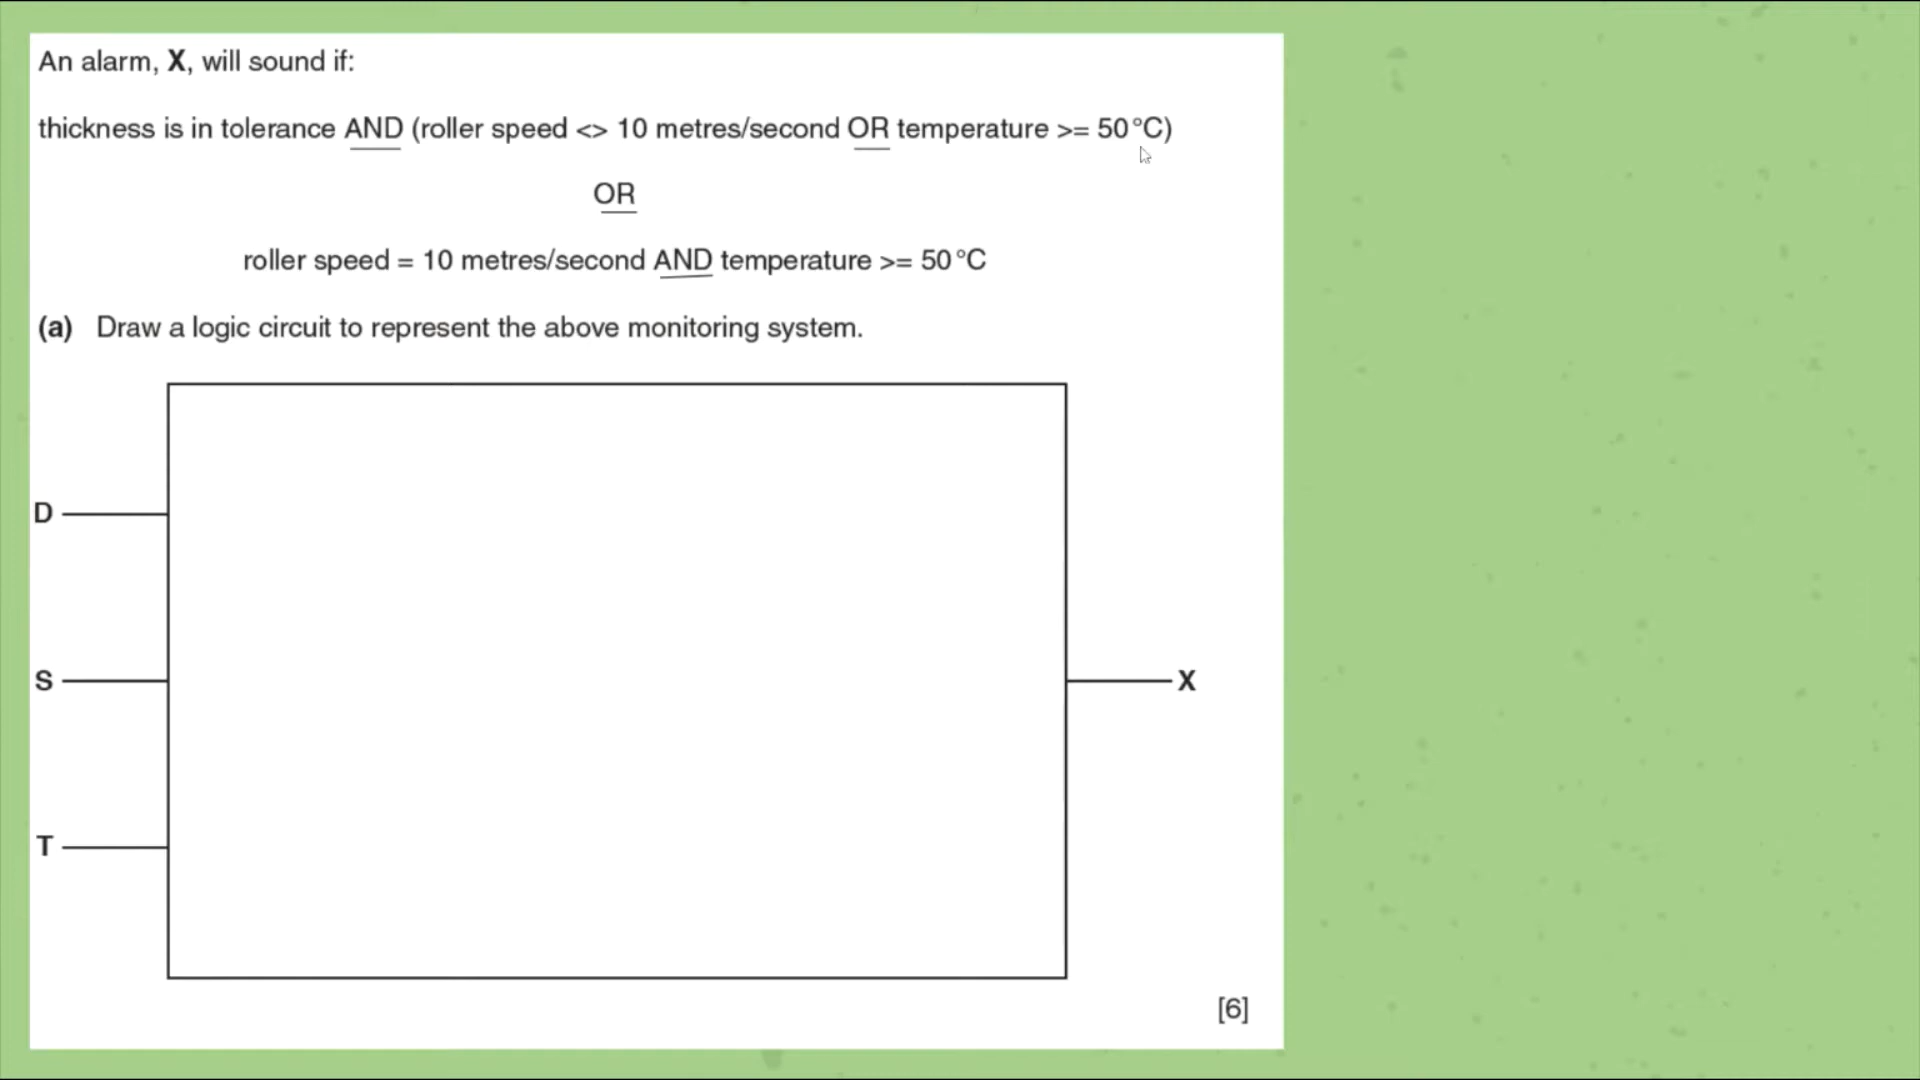 An alarm, X, will sound if:
thickness is in tolerance AND (roller speed <> 10 metres/second OR temperature >= 50 °C)
OR
roller speed = 10 metres/second AND temperature >= 50 °C
(a) Draw a logic circuit to represent the above monitoring system.
D
S
X
T
[6]